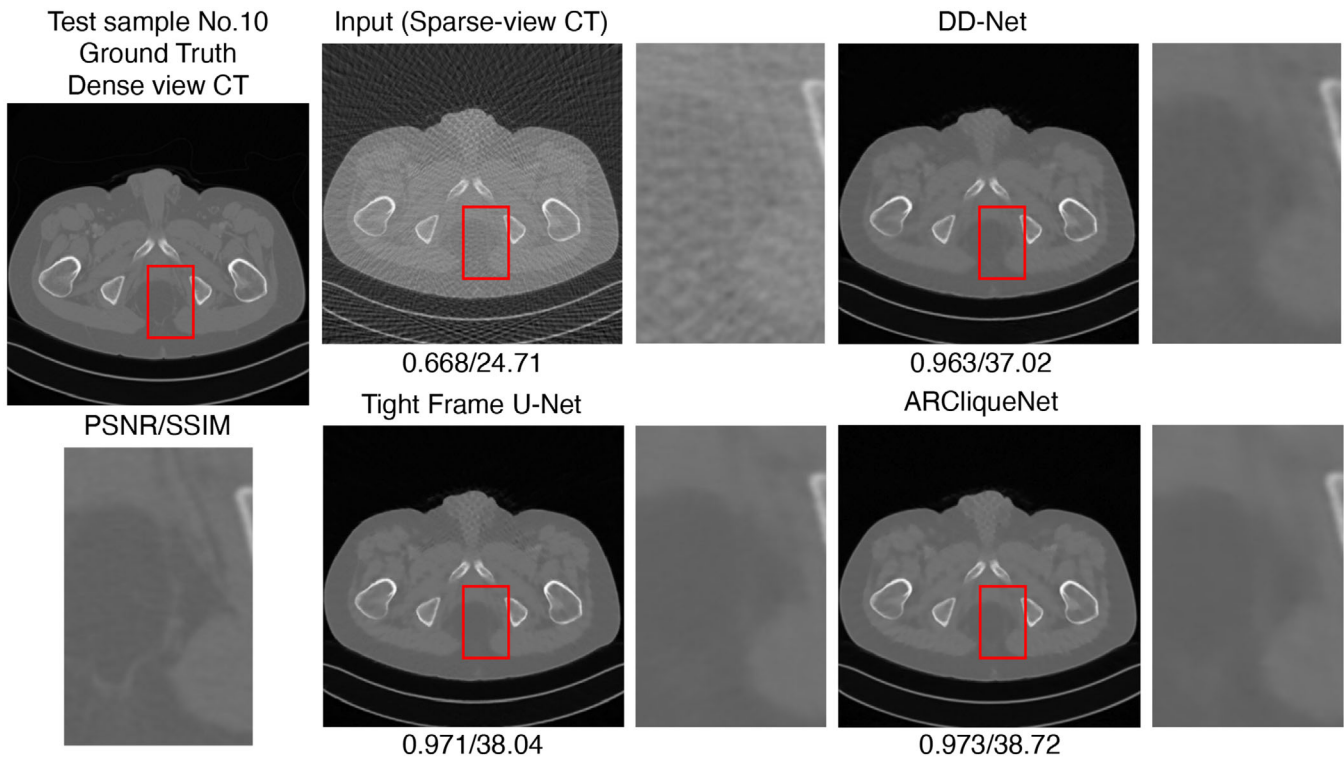 Test sample No.10
Ground Truth
Dense view CT
PSNR/SSIM
Input (Sparse-view CT)
0.668/24.71
DD-Net
0.963/37.02
Tight Frame U-Net
0.971/38.04
ARCliqueNet
0.973/38.72